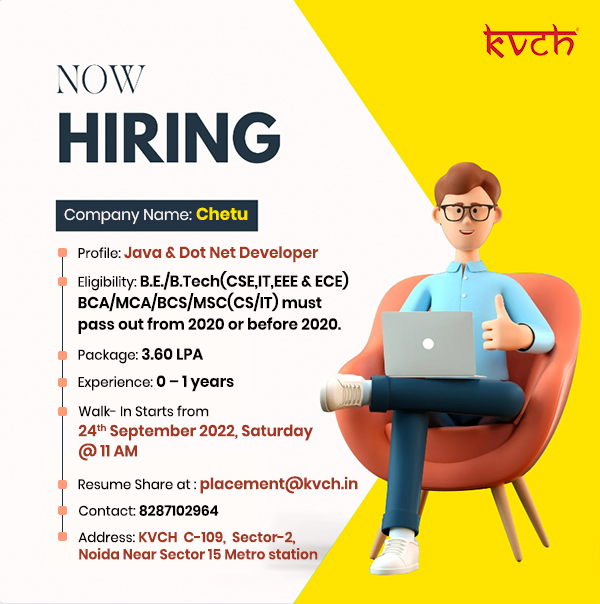 kvch
NOW
HIRING
Company Name: Chetu
Profile: Java & Dot Net Developer
Eligibility: B.E./B.Tech(CSE,IT,EEE & ECE)
BCA/MCA/BCS/MSC(CS/IT) must
pass out from 2020 or before 2020.
Package: 3.60 LPA
Experience: 0 – 1 years
Walk- In Starts from
24th September 2022, Saturday
@ 11 AM
Resume Share at : placement@kvch.in
Contact: 8287102964
Address: KVCH C-109, Sector-2,
Noida Near Sector 15 Metro station